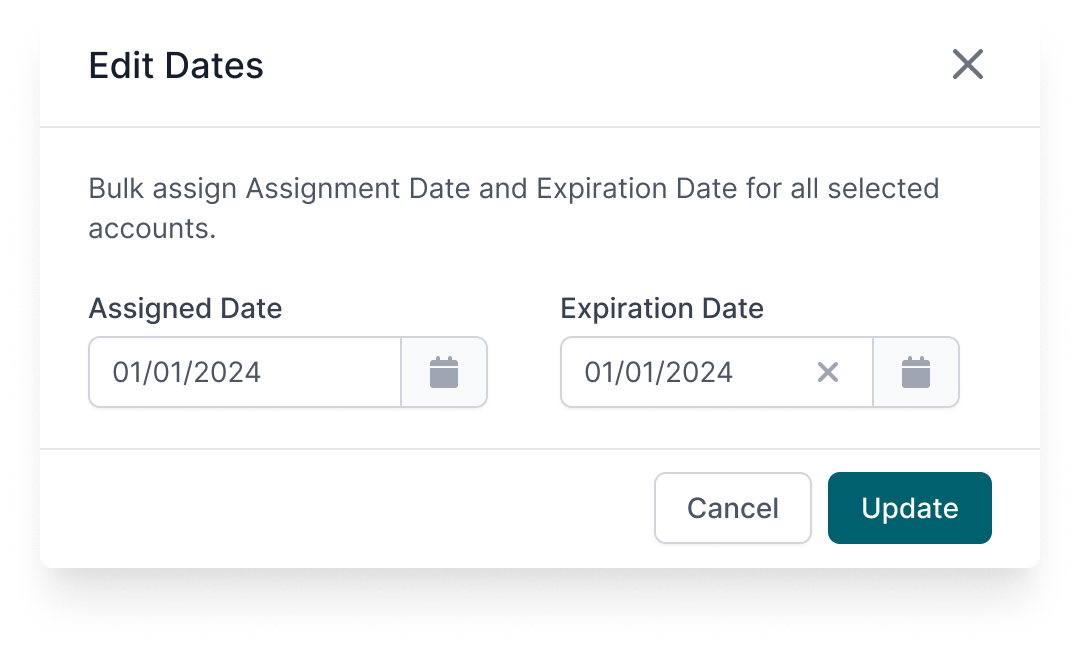 Edit Dates
Bulk assign Assignment Date and Expiration Date for all selected
accounts.
Assigned Date
Expiration Date
01/01/2024
01/01/2024
Cancel
Update